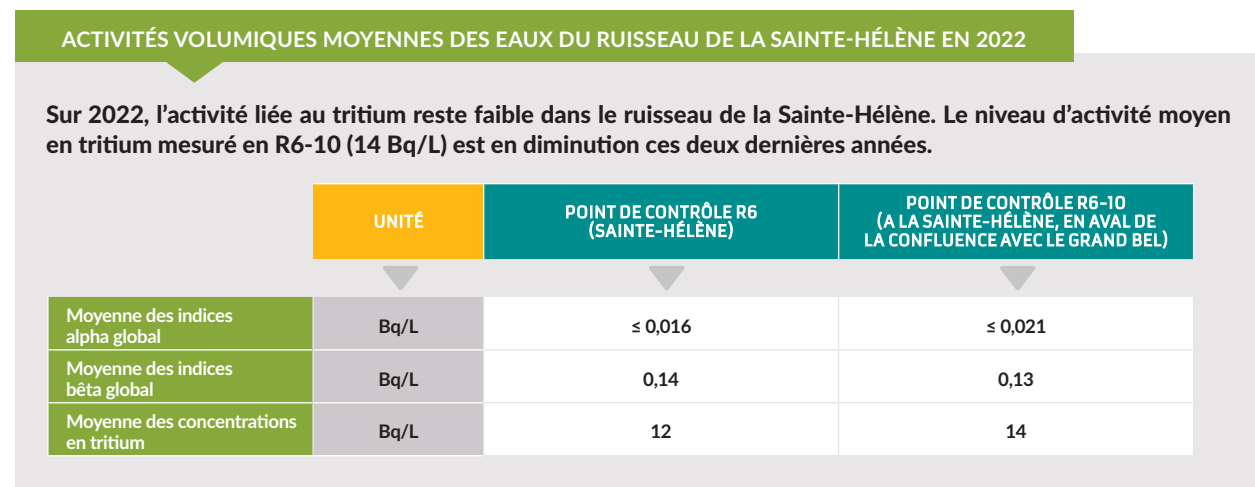 ACTIVITÉS VOLUMIQUES MOYENNES DES EAUX DU RUISSEAU DE LA SAINTE-HÉLÈNE EN 2022
Sur 2022, l’activité liée au tritium reste faible dans le ruisseau de la Sainte-Hélène. Le niveau d’activité moyen
en tritium mesuré en R6-10 (14 Bq/L) est en diminution ces deux dernières années.
UNITÉ
POINT DE CONTRÔLE R6
(SAINTE-HÉLÈNE)
POINT DE CONTRÔLE R6-10
(A LA SAINTE-HÉLÈNE, EN AVAL DE
LA CONFLUENCE AVEC LE GRAND BEL)
Moyenne des indices
alpha global
Bq/L
≤ 0,016
≤ 0,021
Moyenne des indices
bêta global
Bq/L
0,14
0,13
Moyenne des concentrations
en tritium
Bq/L
12
14